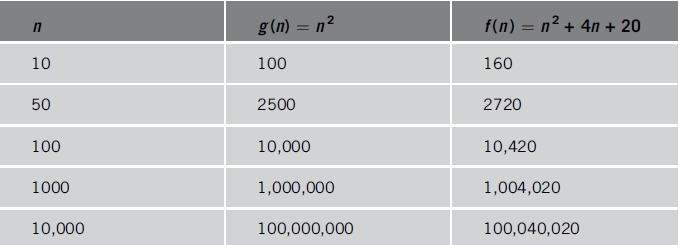 n g(n) = n² f(n) = n² + 4n + 20
10 100 160
50 2500 2720
100 10,000 10,420
1000 1,000,000 1,004,020
10,000 100,000,000 100,040,020